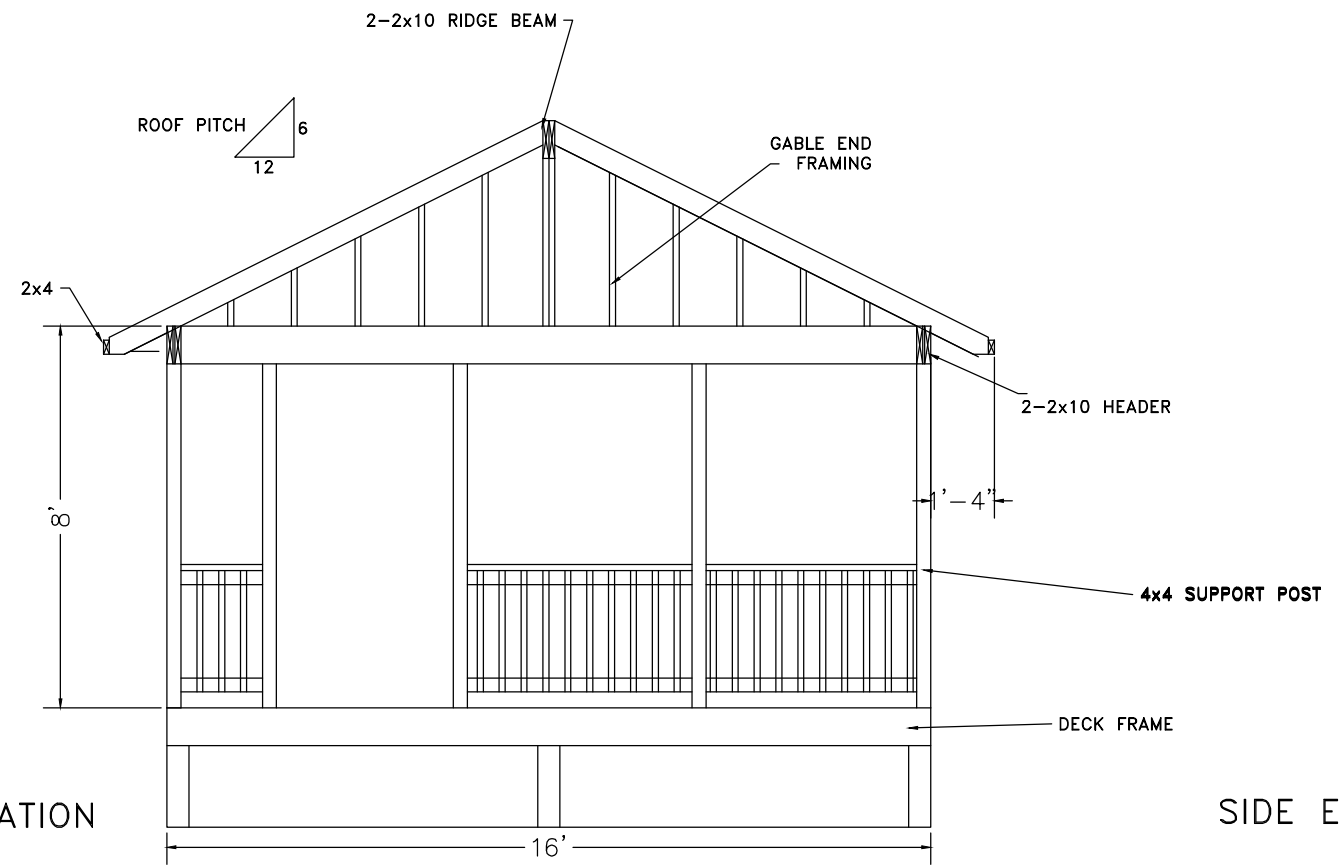 2-2x10 RIDGE BEAM
ROOF PITCH
6
12
GABLE END
FRAMING
2x4
2-2x10 HEADER
8'
1'-4"
4x4 SUPPORT POST
DECK FRAME
ATION
SIDE E
16'